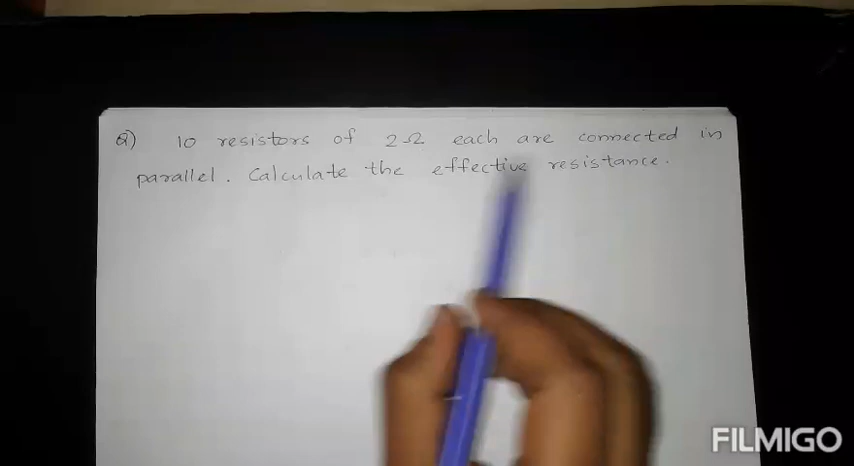 Q) 10 resistors of 2Ω each are connected in
parallel. Calculate the effective resistance.
FILMIGO